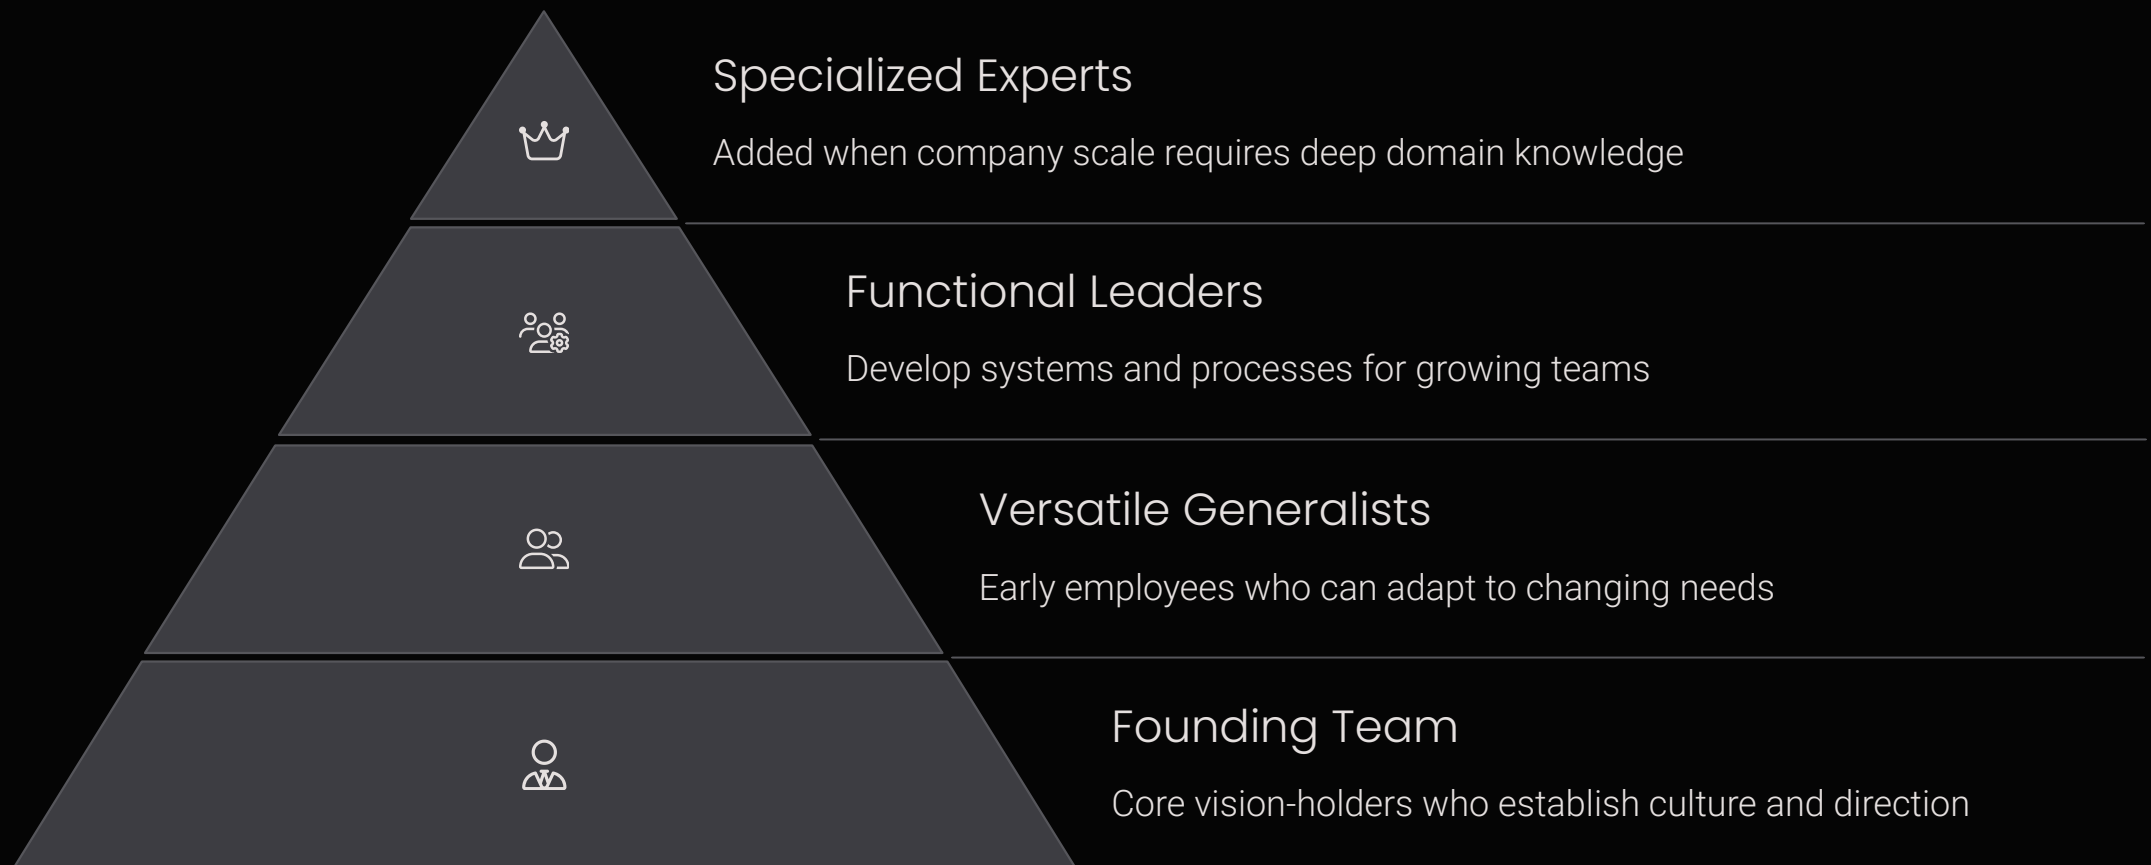 Specialized Experts
Added when company scale requires deep domain knowledge
Functional Leaders
Develop systems and processes for growing teams
Versatile Generalists
Early employees who can adapt to changing needs
Founding Team
Core vision-holders who establish culture and direction